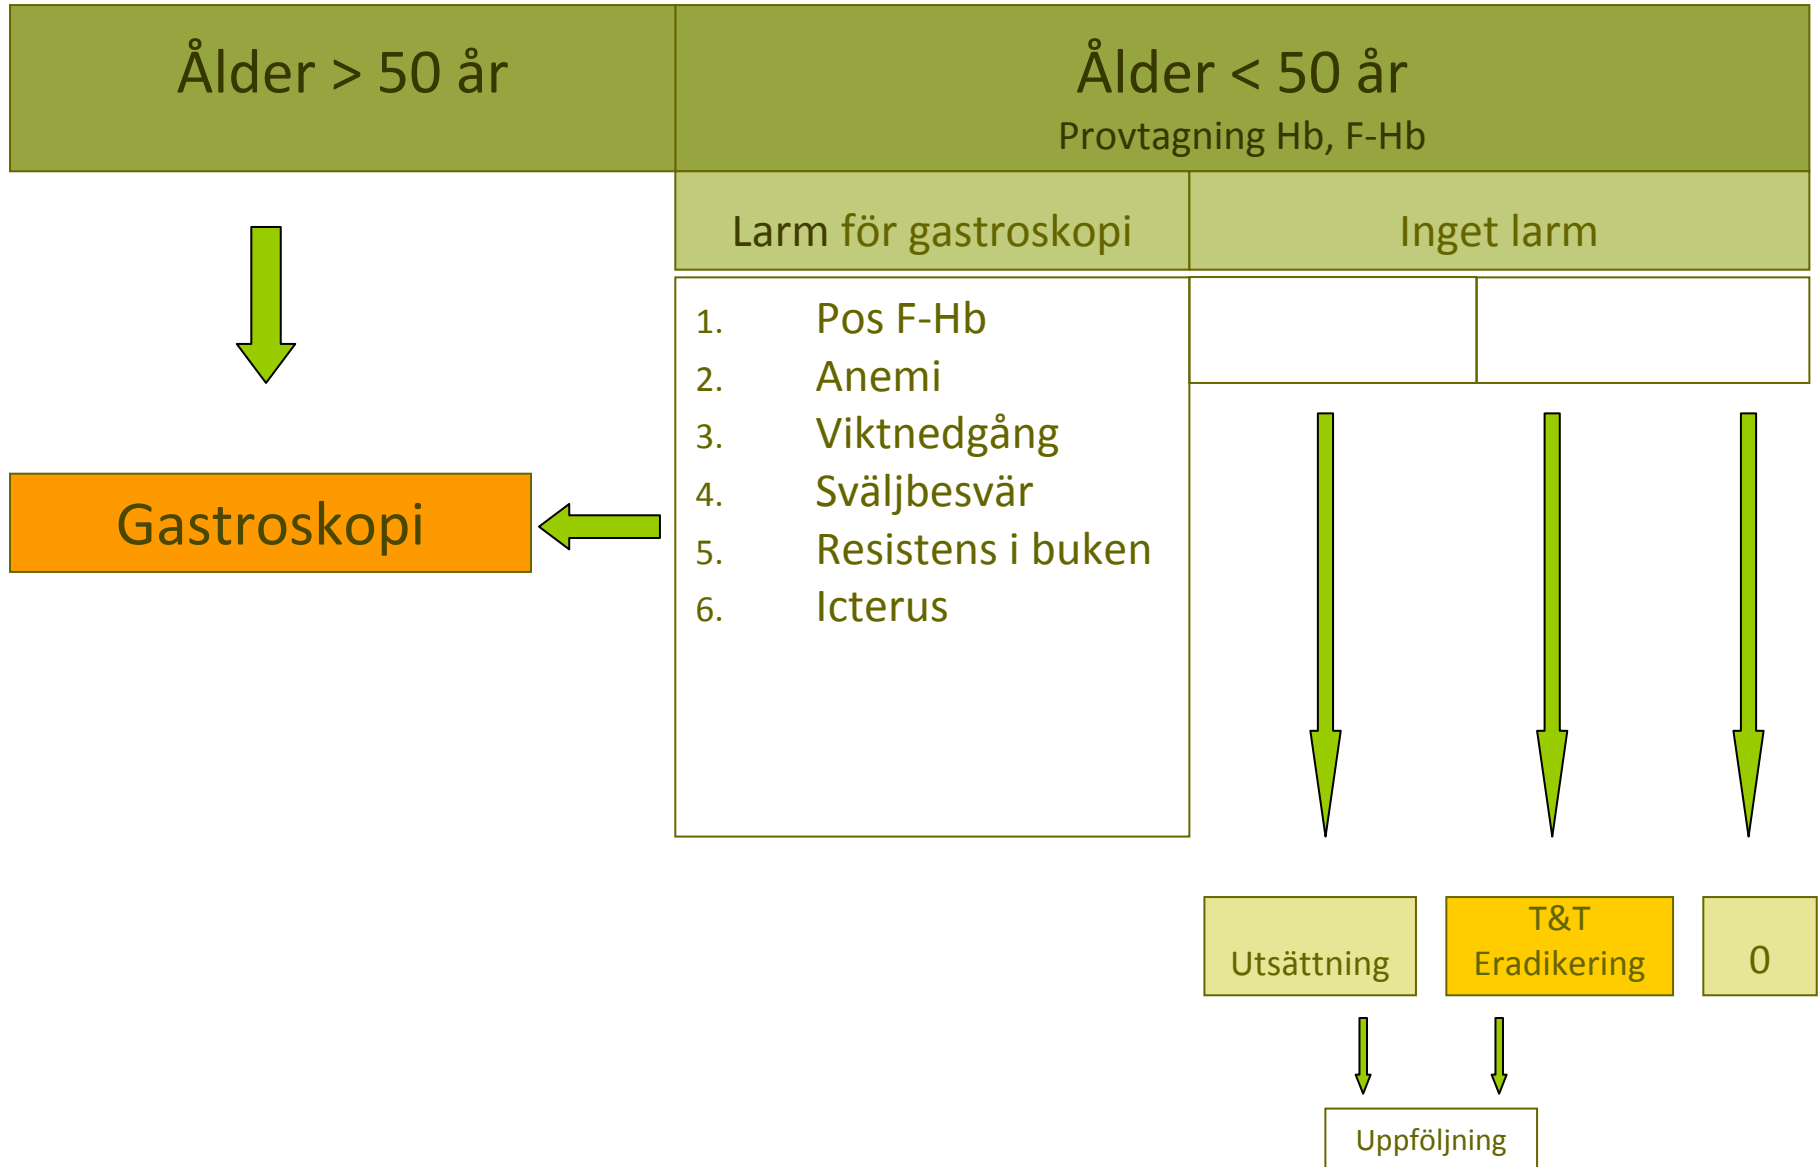 Ålder > 50 år
Ålder < 50 år
Provtagning Hb, F-Hb
Larm för gastroskopi
Inget larm
1. Pos F-Hb
2. Anemi
3. Viktnedgång
4. Sväljbesvär
5. Resistens i buken
6. Icterus
Gastroskopi
Utsättning
T&T
Eradikering
0
Uppföljning